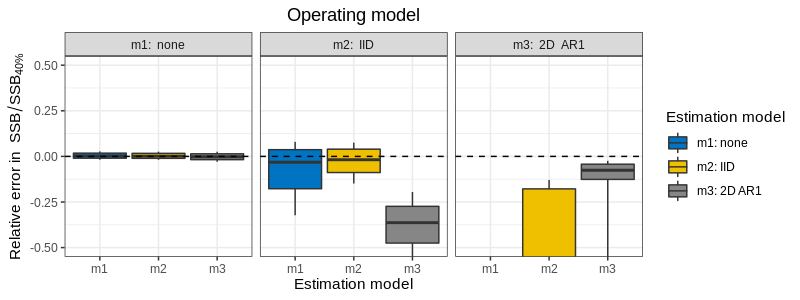 Operating model
m1: none
m2: IID
m3: 2D AR1
Relative error in SSB/SSB40%
0.50
0.25
0.00
-0.25
-0.50
m1 m2 m3
m1 m2 m3
m1 m2 m3
Estimation model
Estimation model
m1: none
m2: IID
m3: 2D AR1